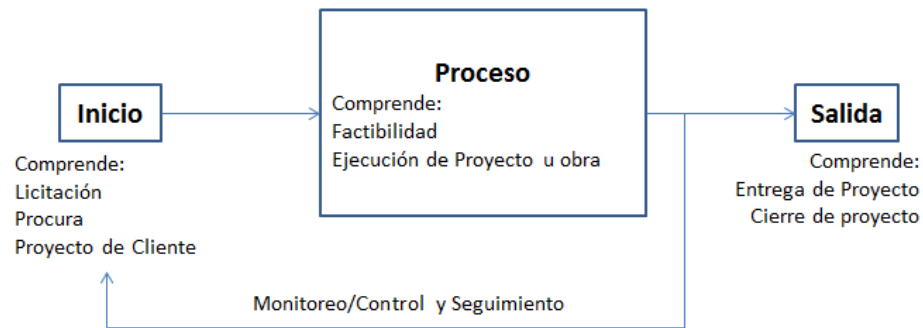 Inicio
Comprende:
Licitación
Procura
Proyecto de Cliente
Proceso
Comprende:
Factibilidad
Ejecución de Proyecto u obra
Salida
Comprende:
Entrega de Proyecto
Cierre de proyecto
Monitoreo/Control y Seguimiento